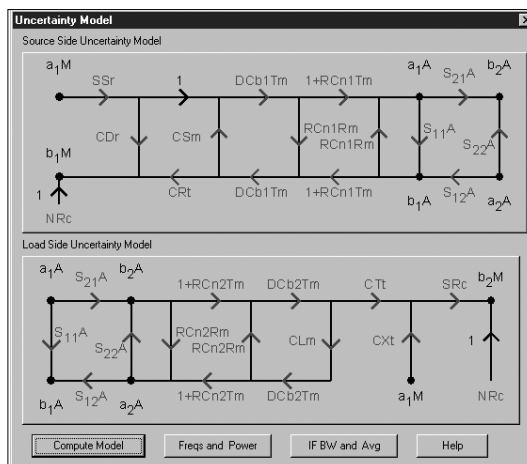 Uncertainty Model
Source Side Uncertainty Model
a1M SSr 1 DCb1Tm 1+RCn1Tm a1A S21A b2A
CDr CSm RCn1Rm RCn1Rm S11A S22A
b1M CRt DCb1Tm 1+RCn1Tm b1A S12A a2A
1
NRc
Load Side Uncertainty Model
a1A S21A b2A 1+RCn2Tm DCb2Tm CTt SRc b2M
S11A S22A RCn2Rm RCn2Rm CLm CXt 1
b1A S12A a2A 1+RCn2Tm DCb2Tm a1M NRc
Compute Model Freqs and Power IF BW and Avg Help